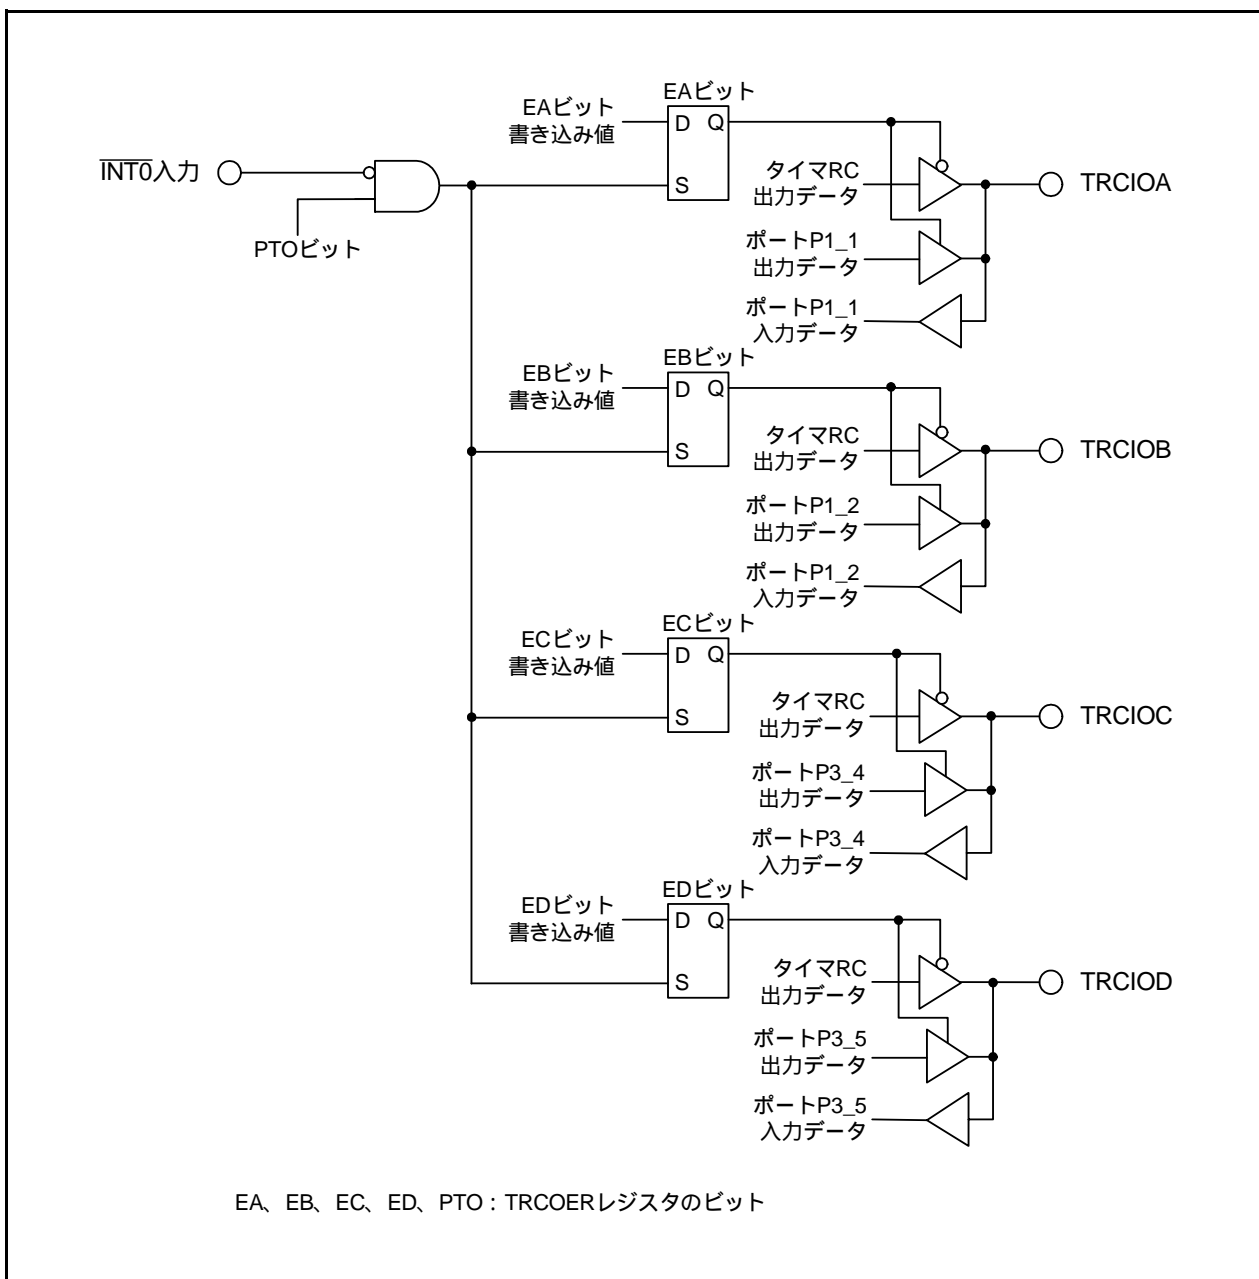 EAビット
EAビット
書き込み値
D Q
S
INT0入力
PTOビット
タイマRC
出力データ
TRCIOA
ポートP1_1
出力データ
ポートP1_1
入力データ
EBビット
EBビット
書き込み値
D Q
S
タイマRC
出力データ
TRCIOB
ポートP1_2
出力データ
ポートP1_2
入力データ
ECビット
ECビット
書き込み値
D Q
S
タイマRC
出力データ
TRCIOC
ポートP3_4
出力データ
ポートP3_4
入力データ
EDビット
EDビット
書き込み値
D Q
S
タイマRC
出力データ
TRCIOD
ポートP3_5
出力データ
ポートP3_5
入力データ
EA、EB、EC、ED、PTO：TRCOERレジスタのビット